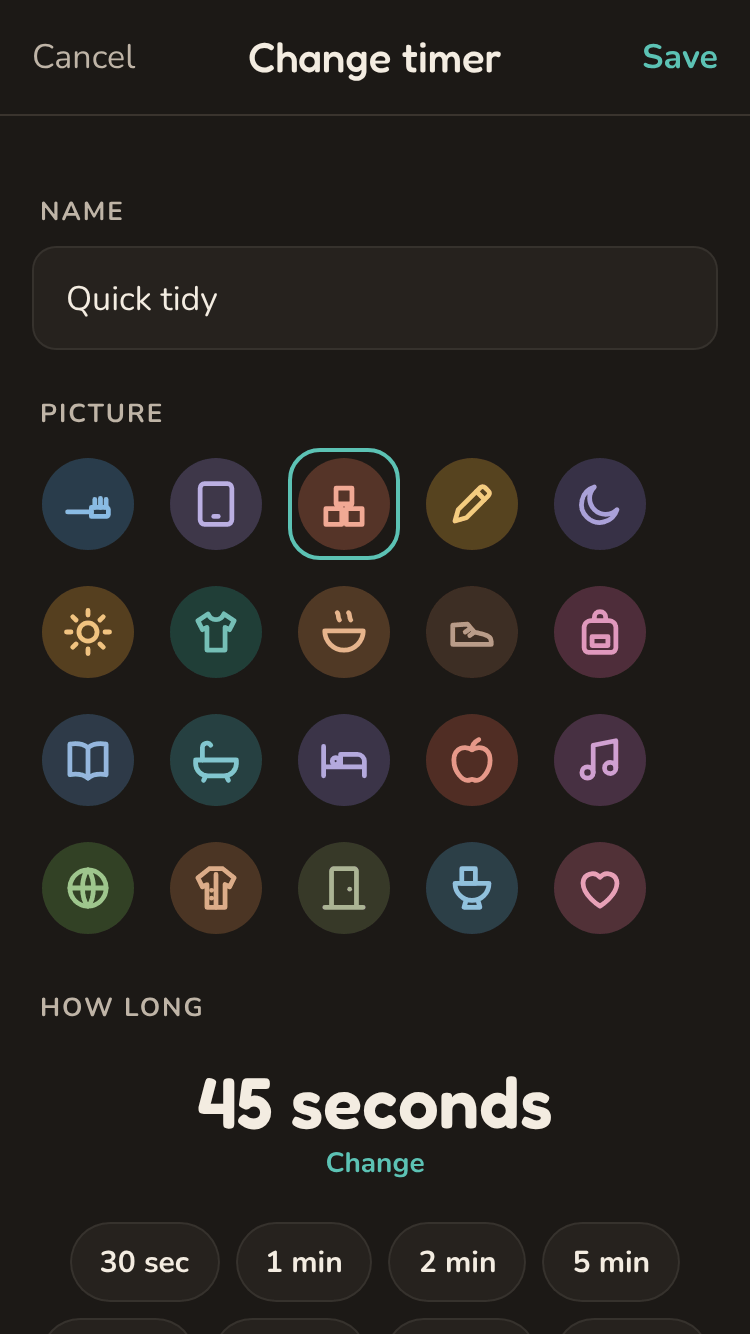 Cancel Change timer Save
NAME
Quick tidy
PICTURE
HOW LONG
45 seconds
Change
30 sec 1 min 2 min 5 min